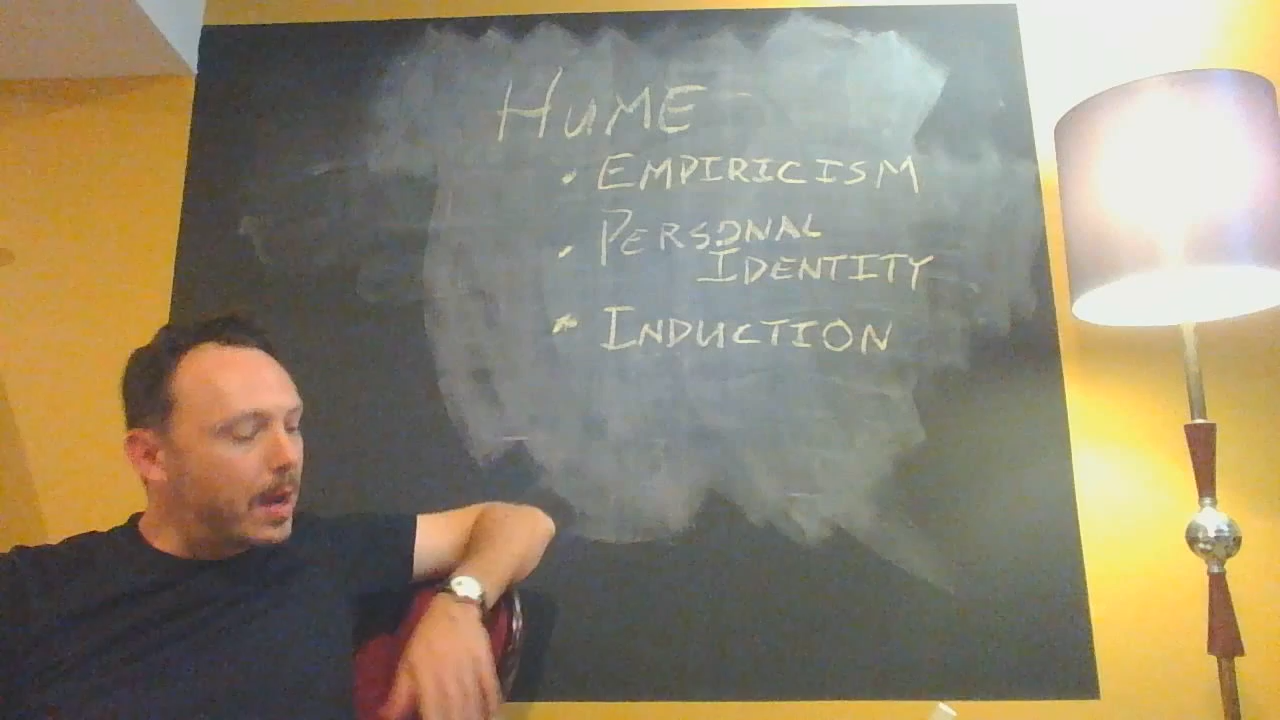 HUME
• EMPIRICISM
• PERSONAL
IDENTITY
• INDUCTION